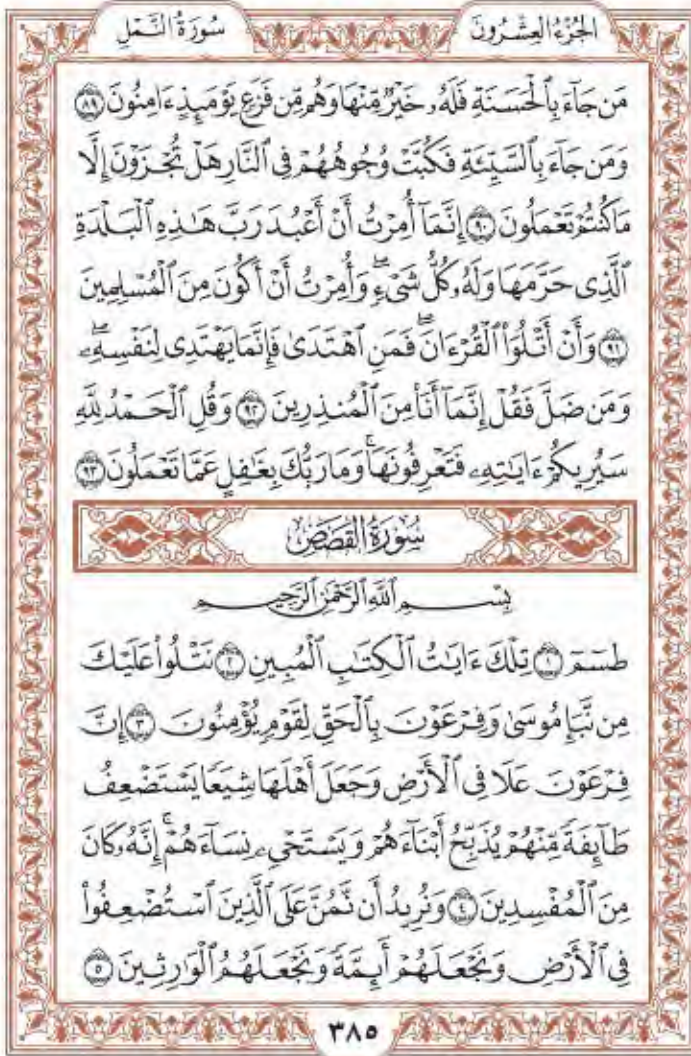 الجُزْءُ العِشْرُونَ سُورَةُ النَّمْلِ
مَن جَآءَ بِٱلْحَسَنَةِ فَلَهُۥ خَيْرٌ مِّنْهَا وَهُم مِّن فَزَعٍ يَوْمَئِذٍ ءَامِنُونَ ۝٨٩
وَمَن جَآءَ بِٱلسَّيِّئَةِ فَكُبَّتْ وُجُوهُهُمْ فِى ٱلنَّارِ هَلْ تُجْزَوْنَ إِلَّا
مَا كُنتُمْ تَعْمَلُونَ ۝٩٠ إِنَّمَآ أُمِرْتُ أَنْ أَعْبُدَ رَبَّ هَـٰذِهِ ٱلْبَلْدَةِ
ٱلَّذِى حَرَّمَهَا وَلَهُۥ كُلُّ شَىْءٍۖ وَأُمِرْتُ أَنْ أَكُونَ مِنَ ٱلْمُسْلِمِينَ
۝٩١ وَأَنْ أَتْلُوَا۟ ٱلْقُرْءَانَۖ فَمَنِ ٱهْتَدَىٰ فَإِنَّمَا يَهْتَدِى لِنَفْسِهِۦۖ
وَمَن ضَلَّ فَقُلْ إِنَّمَآ أَنَا۠ مِنَ ٱلْمُنذِرِينَ ۝٩٢ وَقُلِ ٱلْحَمْدُ لِلَّهِ
سَيُرِيكُمْ ءَايَـٰتِهِۦ فَتَعْرِفُونَهَاۚ وَمَا رَبُّكَ بِغَـٰفِلٍ عَمَّا تَعْمَلُونَ ۝٩٣
سُورَةُ القَصَصِ
بِسْمِ ٱللَّهِ ٱلرَّحْمَـٰنِ ٱلرَّحِيمِ
طسٓمٓ ۝١ تِلْكَ ءَايَـٰتُ ٱلْكِتَـٰبِ ٱلْمُبِينِ ۝٢ نَتْلُوا۟ عَلَيْكَ
مِن نَّبَإِ مُوسَىٰ وَفِرْعَوْنَ بِٱلْحَقِّ لِقَوْمٍ يُؤْمِنُونَ ۝٣ إِنَّ
فِرْعَوْنَ عَلَا فِى ٱلْأَرْضِ وَجَعَلَ أَهْلَهَا شِيَعًا يَسْتَضْعِفُ
طَآئِفَةً مِّنْهُمْ يُذَبِّحُ أَبْنَآءَهُمْ وَيَسْتَحْىِۦ نِسَآءَهُمْۚ إِنَّهُۥ كَانَ
مِنَ ٱلْمُفْسِدِينَ ۝٤ وَنُرِيدُ أَن نَّمُنَّ عَلَى ٱلَّذِينَ ٱسْتُضْعِفُوا۟
فِى ٱلْأَرْضِ وَنَجْعَلَهُمْ أَئِمَّةً وَنَجْعَلَهُمُ ٱلْوَٰرِثِينَ ۝٥
٣٨٥